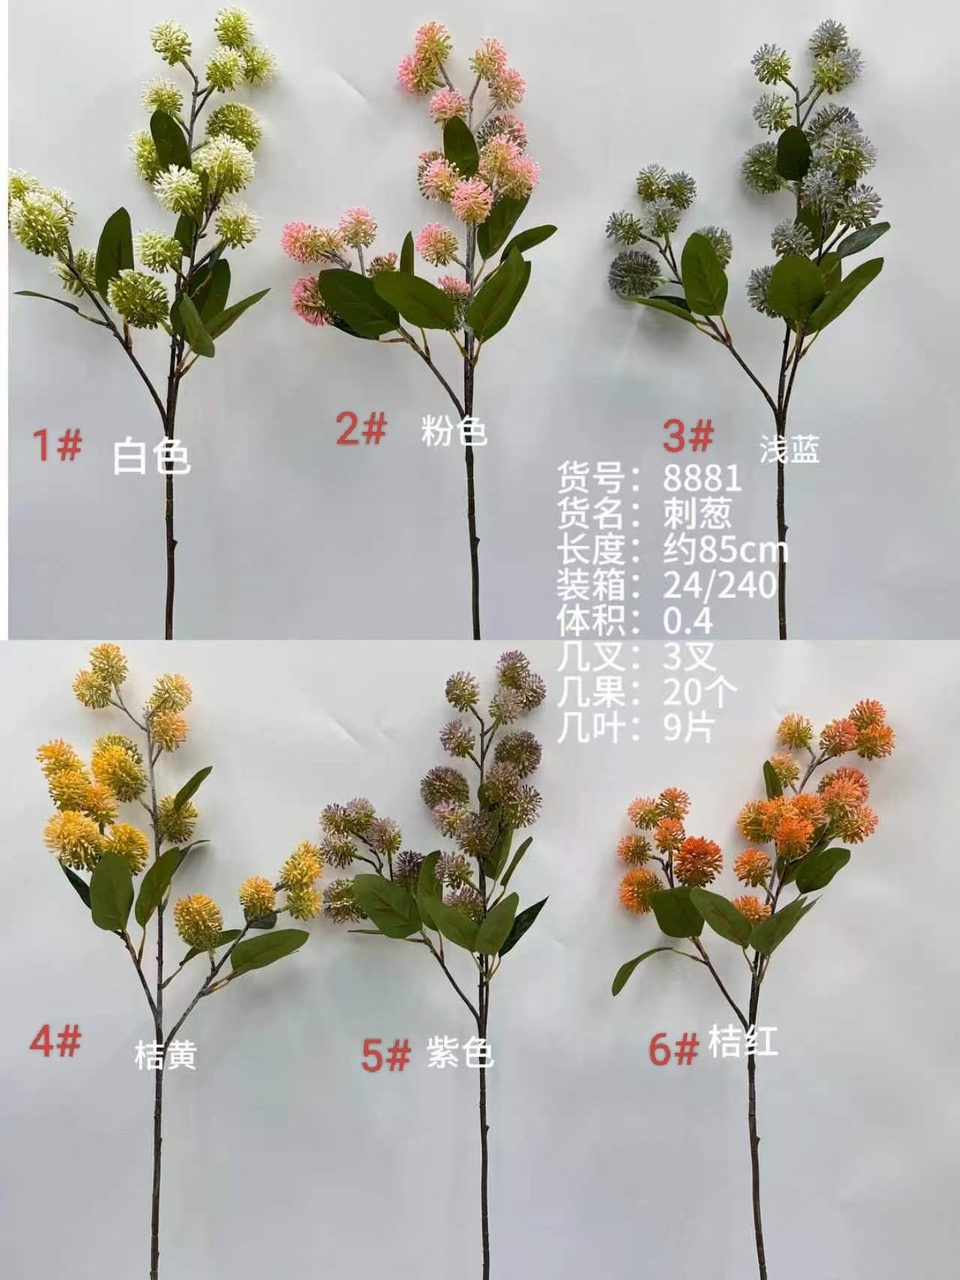 1# 白色
2# 粉色
3# 浅蓝
货号：8881
货名：刺葱
长度：约85cm
装箱：24/240
体积：0.4
几叉：3叉
几果：20个
几叶：9片
4# 桔黄
5# 紫色
6# 桔红